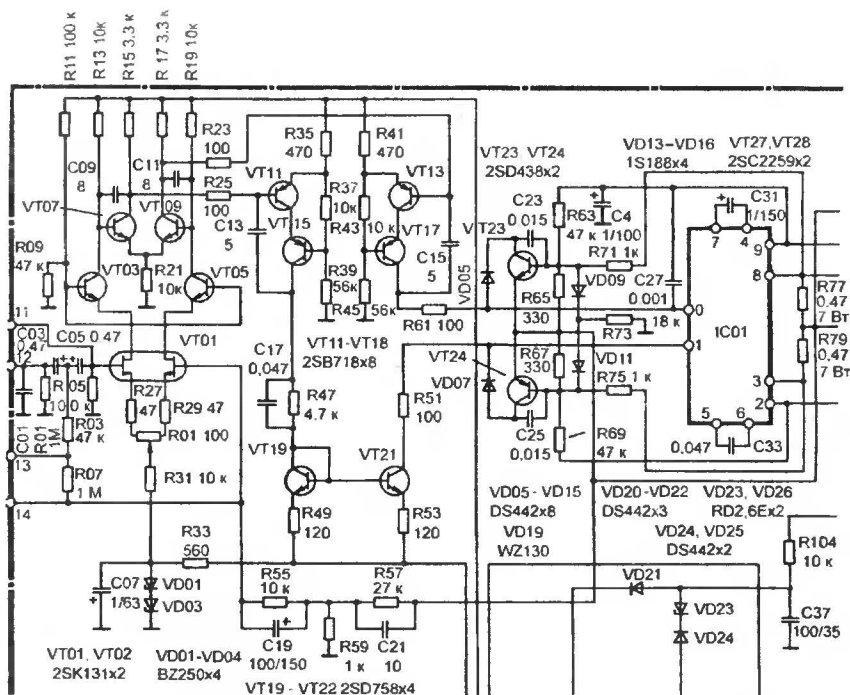 R11 100 к
R13 10к
R15 3.3 к
R 17 3.3 к
R19 10к
R23
100
R35
470
R41
470
VT23, VT24
2SD438x2
VD13–VD16
1S188x4
VT27,VT28
2SC2259x2
C09
8
C11
8
R25
100
VT11
VT13
VT07
VT09
R37
10к
C23
0,015
R63
47 к
C4
1/100
C31
1/150
7
4
C13
5
VT15
R43
10 к
VT17
VT23
R71 1к
9
R09
47 к
VT03
R21
10к
VT05
C15
5
VD05
VD09
C27
0,001
8
R39
56к
R45
56к
R65
330
R77
0.47
7 Вт
11
R61 100
R73
18 к
0
IC01
C03
0,47
C05 0.47
VT01
VT11-VT18
2SB718x8
VT24
R67
330
VD11
1
R79
0.47
7 Вт
12
C17
0,047
VD07
R75 1 к
3
R05
100 к
R27
47
R29 47
R47
4.7 к
R51
100
2
C01
R01
1М
R03
47 к
R01 100
C25
0,015
R69
47 к
5
6
0,047
C33
13
VT19
VT21
R07
1 М
R31 10 к
14
R49
120
R53
120
VD05 - VD15
DS442x8
VD20-VD22
DS442x3
VD23, VD26
RD2,6Ex2
R33
560
VD19
WZ130
VD24, VD25
DS442x2
R104
10 к
C07
1/63
VD01
VD03
R55
10 к
R57
27 к
VD21
VD23
C37
100/35
C19
100/150
R59
1 к
C21
10
VD24
VT01, VT02
2SK131x2
VD01-VD04
BZ250x4
VT19 - VT22 2SD758x4